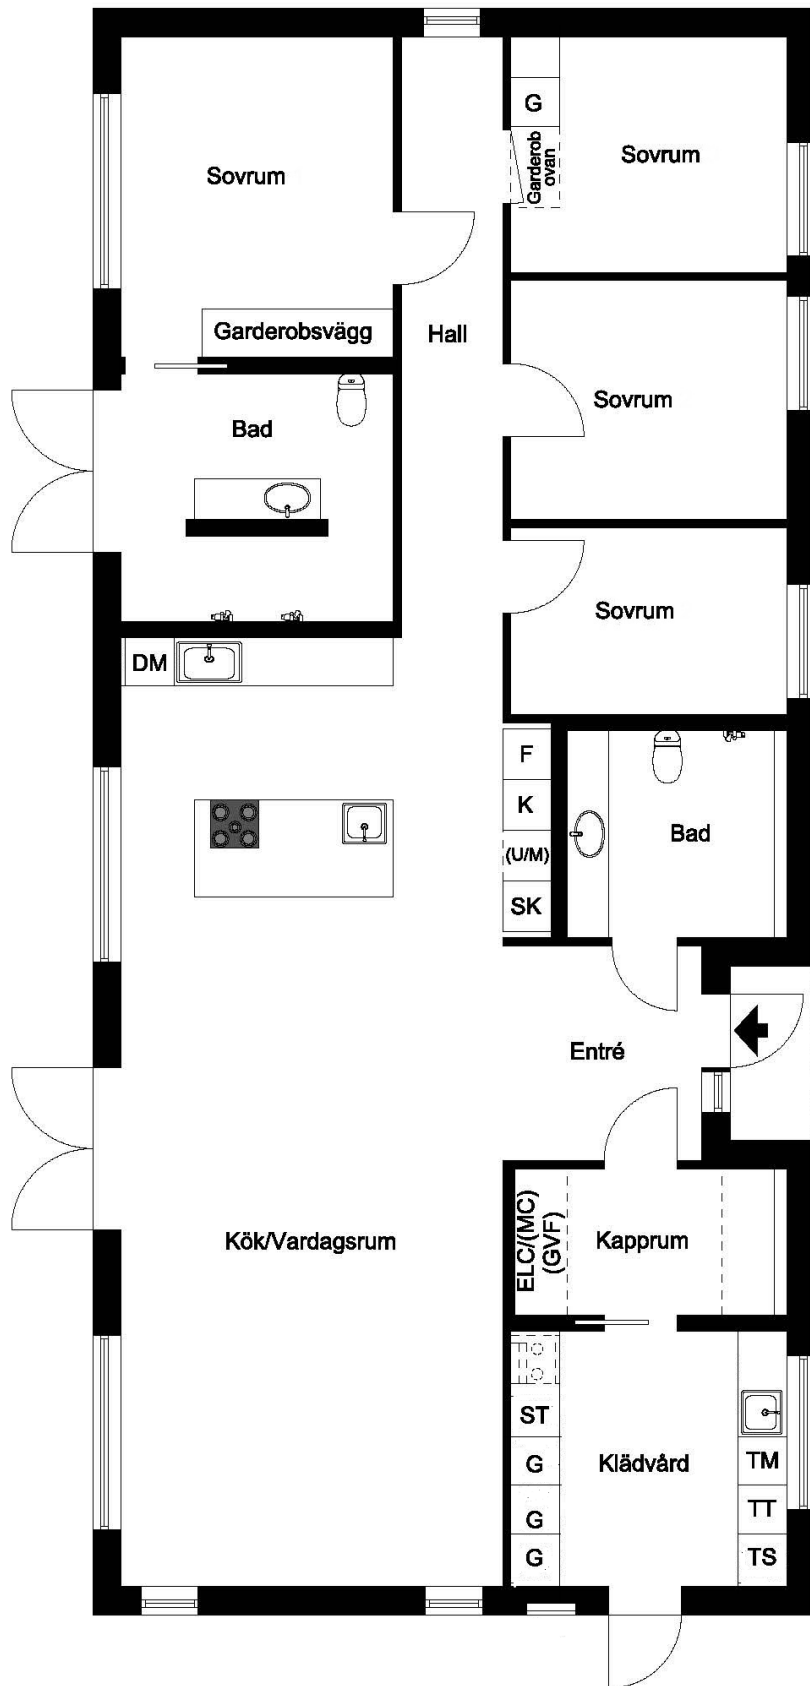 G
Garderob
ovan
Sovrum
Sovrum
Garderobsvägg
Hall
Sovrum
Bad
Sovrum
DM
F
K
(U/M)
SK
Bad
Entré
ELC/(MC)
(GVF)
Kapprum
Kök/Vardagsrum
ST
G
G
G
Klädvård
TM
TT
TS